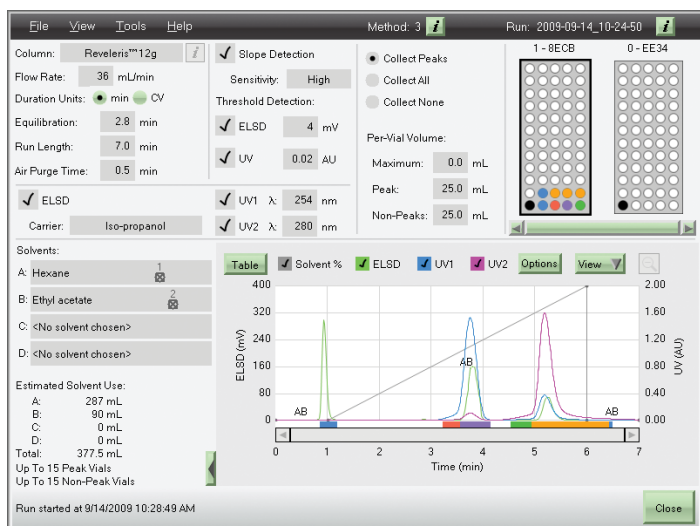 File View Tools Help Method: 3 i Run: 2009-09-14_10-24-50 i
Column: Reveleris™12g i
Flow Rate: 36 mL/min
Duration Units: min CV
Equilibration: 2.8 min
Run Length: 7.0 min
Air Purge Time: 0.5 min
Slope Detection
Sensitivity: High
Threshold Detection:
ELSD 4 mV
UV 0.02 AU
Collect Peaks
Collect All
Collect None
Per-Vial Volume:
Maximum: 0.0 mL
Peak: 25.0 mL
Non-Peaks: 25.0 mL
1 - 8ECB 0 - EE34
ELSD
Carrier: Iso-propanol
UV1 λ: 254 nm
UV2 λ: 280 nm
Solvents:
A: Hexane 1
B: Ethyl acetate 2
C: <No solvent chosen>
D: <No solvent chosen>
Estimated Solvent Use:
A: 287 mL
B: 90 mL
C: 0 mL
D: 0 mL
Total: 377.5 mL
Up To 15 Peak Vials
Up To 15 Non-Peak Vials
Table Solvent % ELSD UV1 UV2 Options View
400 2.00
320 1.60
240 1.20
160 0.80
80 0.40
0 0.00
ELSD (mV)
UV (AU)
AB
AB
AB
0 1 2 3 4 5 6 7
Time (min)
Run started at 9/14/2009 10:28:49 AM
Close